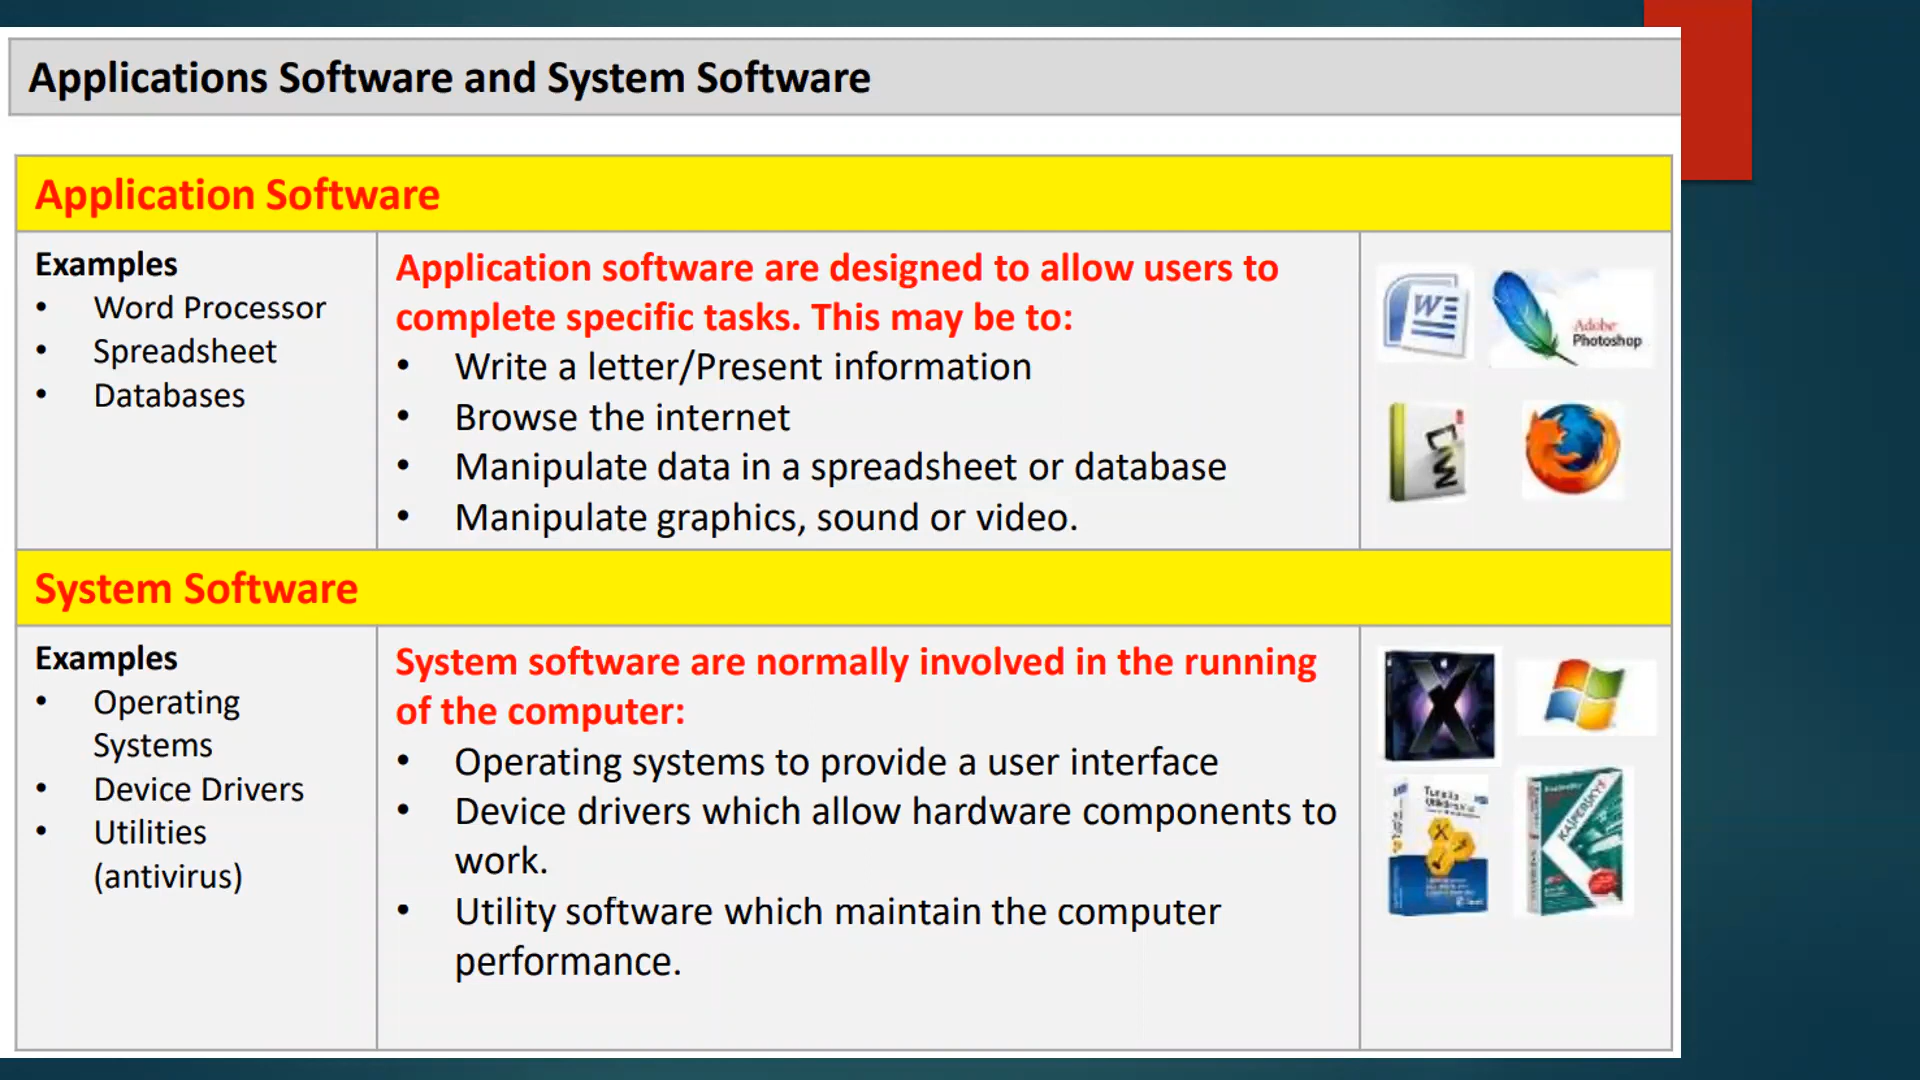 Applications Software and System Software
Application Software
Examples
• Word Processor
• Spreadsheet
• Databases
Application software are designed to allow users to
complete specific tasks. This may be to:
• Write a letter/Present information
• Browse the internet
• Manipulate data in a spreadsheet or database
• Manipulate graphics, sound or video.
W
Adobe
Photoshop
CW
System Software
Examples
• Operating
Systems
• Device Drivers
• Utilities
(antivirus)
System software are normally involved in the running
of the computer:
• Operating systems to provide a user interface
• Device drivers which allow hardware components to
work.
• Utility software which maintain the computer
performance.
X
KASPERSKY